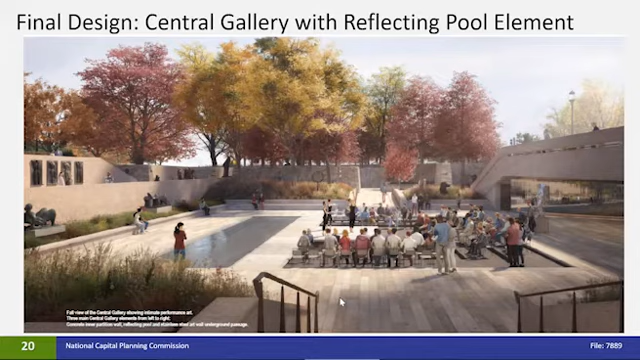 Final Design: Central Gallery with Reflecting Pool Element
Fall view of the Central Gallery showing intimate performance art.
Three main Central Gallery elements from left to right:
Concrete inner partition wall, reflecting pool and stainless steel art wall underground passage.
20
National Capital Planning Commission
File: 7889